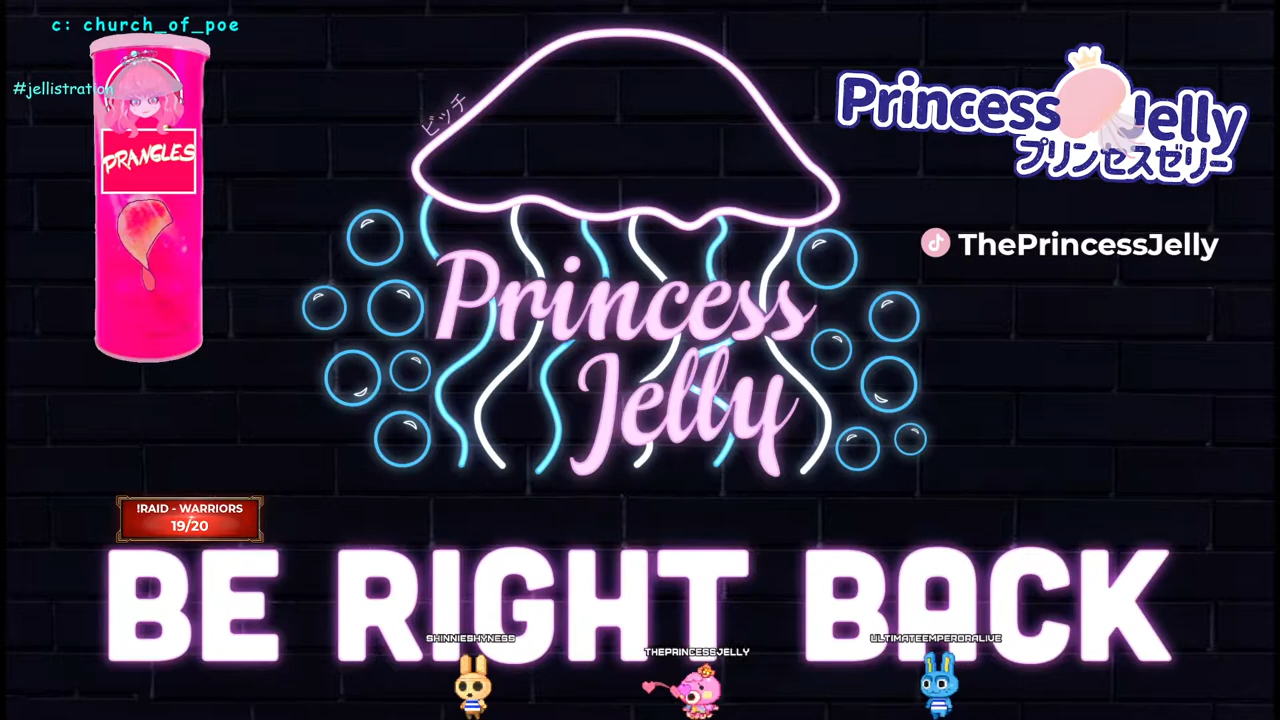 c: church_of_poe
#jellistration
PRANGLES
ビッチ
Princess Jelly
プリンセスゼリー
ThePrincessJelly
Princess
Jelly
!RAID - WARRIORS
19/20
BE RIGHT BACK
SHINNIESHYNESS
THEPRINCESSJELLY
ULTIMATEEMPERORALIVE